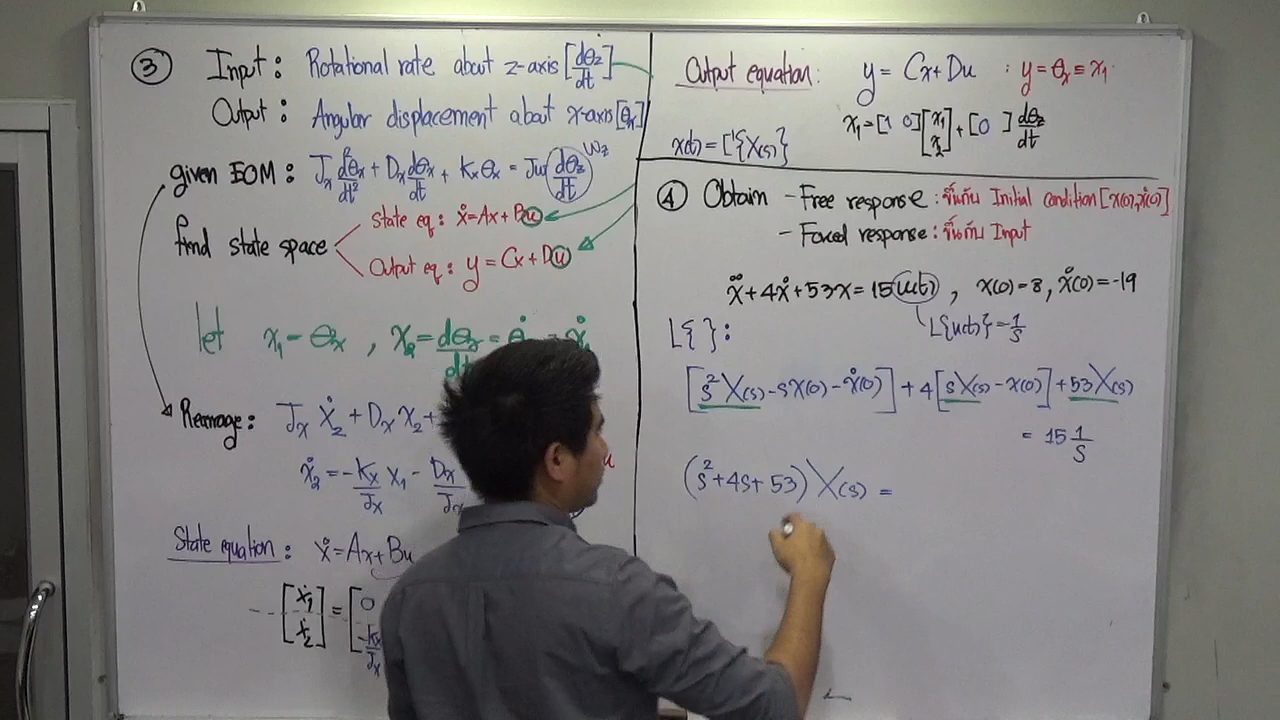 ③ Input : Rotational rate about z-axis [dθz/dt]
Output : Angular displacement about x-axis [θx]
given EOM : Jx d²θx/dt² + Dx dθx/dt + Kxθx = Jω dθz/dt ωz
find state space
state eq : ẋ = Ax + Bu
Output eq : y = Cx + Du
let x1 = θx , x2 = dθx/dt = θ̇
Rearrange : Jx ẋ2 + Dx x2 +
ẋ2 = -Kx/Jx x1 - Dx/Jx
u
State equation : ẋ = Ax + Bu
[ẋ1 ẋ2] = [0 -Kx/Jx
Output equation : y = Cx + Du : y = θx ≡ x1
x1 = [1 0][x1 x2] + [0] dθz/dt
x(t) = L⁻¹{X(s)}
④ Obtain - Free response : ขึ้นกับ Initial condition [x(0), ẋ(0)]
- Forced response : ขึ้นกับ Input
ẍ + 4ẋ + 53x = 15 u(t) , x(0) = 8 , ẋ(0) = -19
L{u(t)} = 1/s
L{ } :
[s²X(s) - sx(0) - ẋ(0)] + 4[sX(s) - x(0)] + 53X(s)
= 15 1/s
(s² + 4s + 53) X(s) =